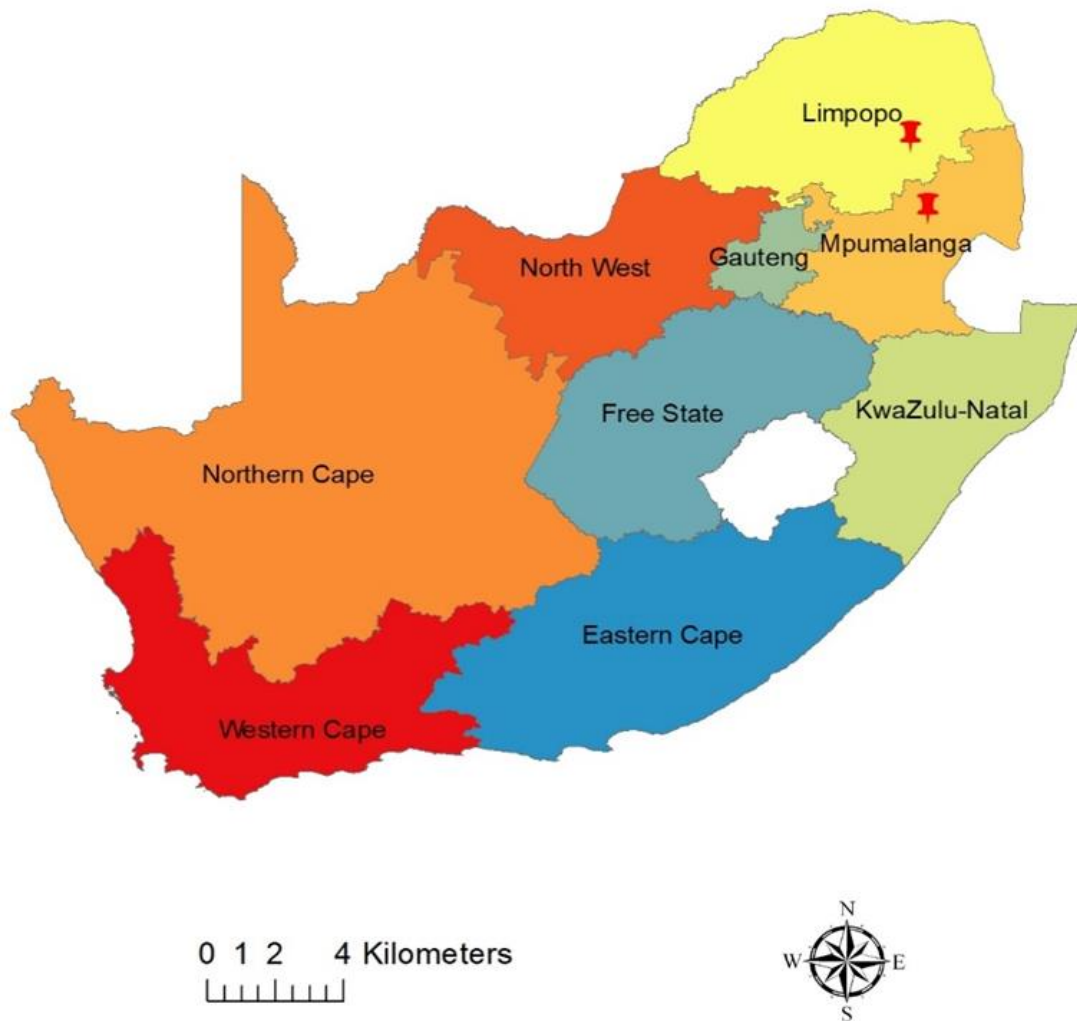 Limpopo
Mpumalanga
Gauteng
North West
Free State
KwaZulu-Natal
Northern Cape
Eastern Cape
Western Cape
0 1 2 4 Kilometers
N
W E
S